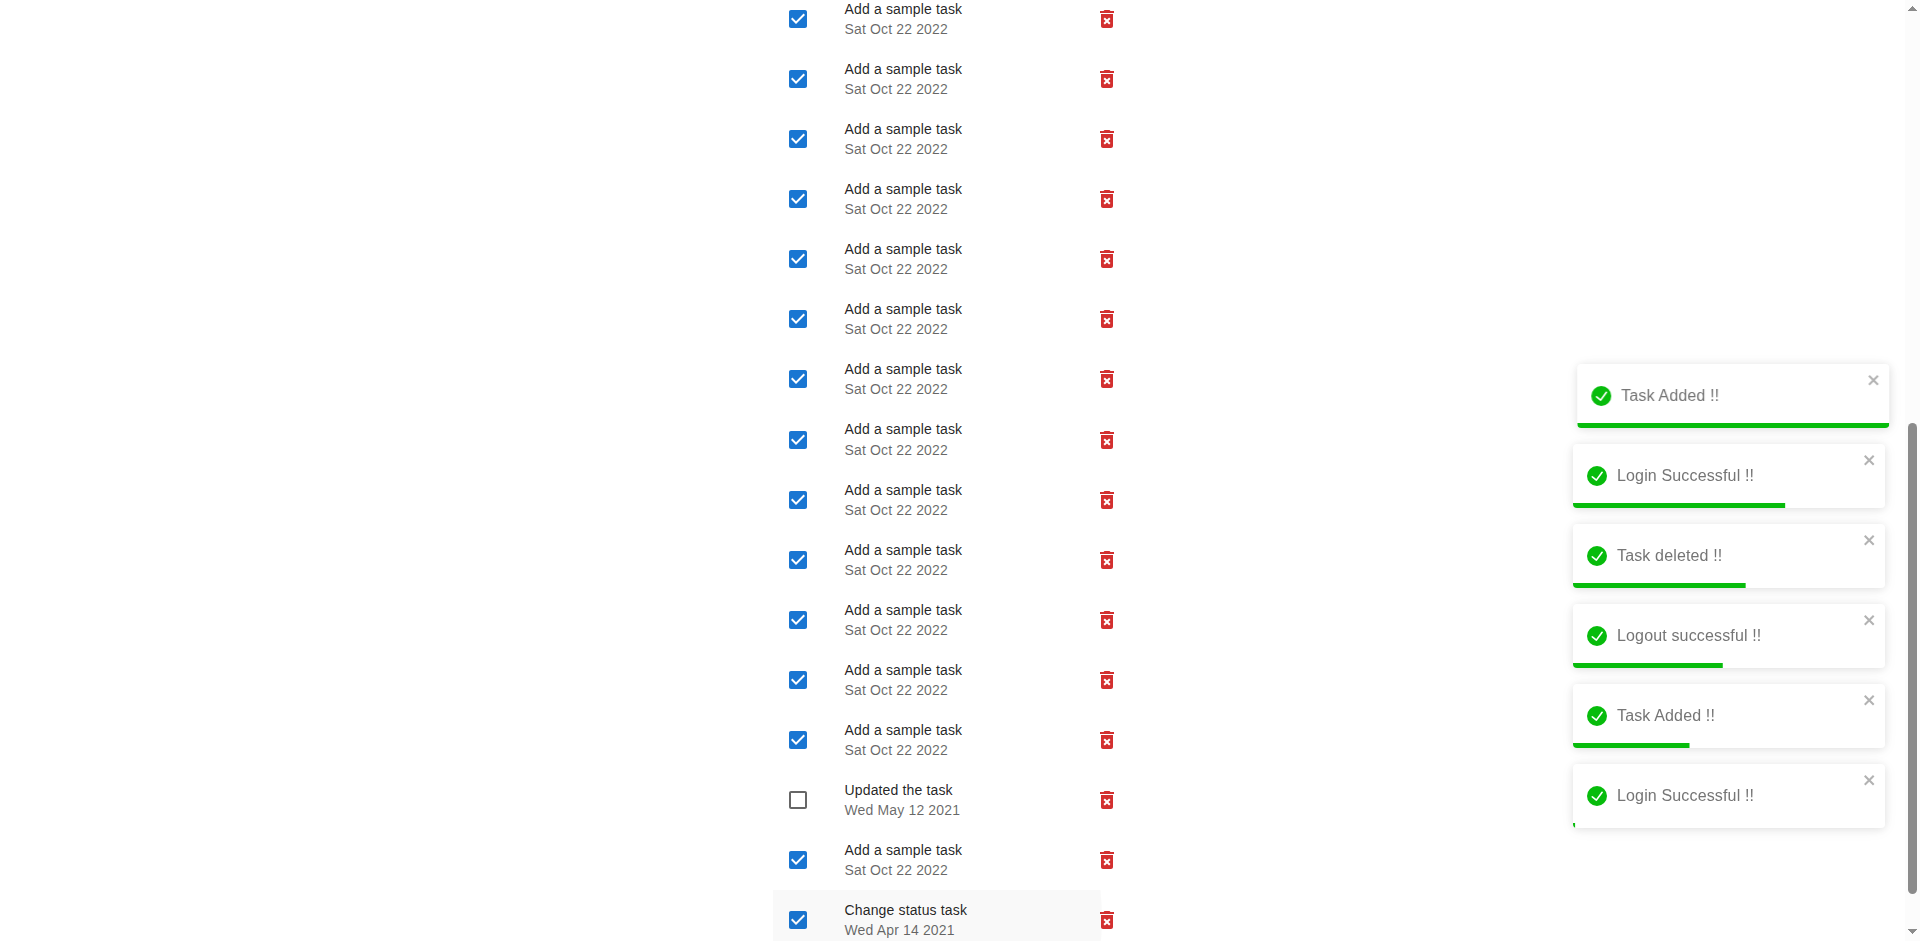 Add a sample task
Sat Oct 22 2022
Add a sample task
Sat Oct 22 2022
Add a sample task
Sat Oct 22 2022
Add a sample task
Sat Oct 22 2022
Add a sample task
Sat Oct 22 2022
Add a sample task
Sat Oct 22 2022
Add a sample task
Sat Oct 22 2022
Add a sample task
Sat Oct 22 2022
Add a sample task
Sat Oct 22 2022
Add a sample task
Sat Oct 22 2022
Add a sample task
Sat Oct 22 2022
Add a sample task
Sat Oct 22 2022
Add a sample task
Sat Oct 22 2022
Updated the task
Wed May 12 2021
Add a sample task
Sat Oct 22 2022
Change status task
Wed Apr 14 2021
Task Added !!
Login Successful !!
Task deleted !!
Logout successful !!
Task Added !!
Login Successful !!